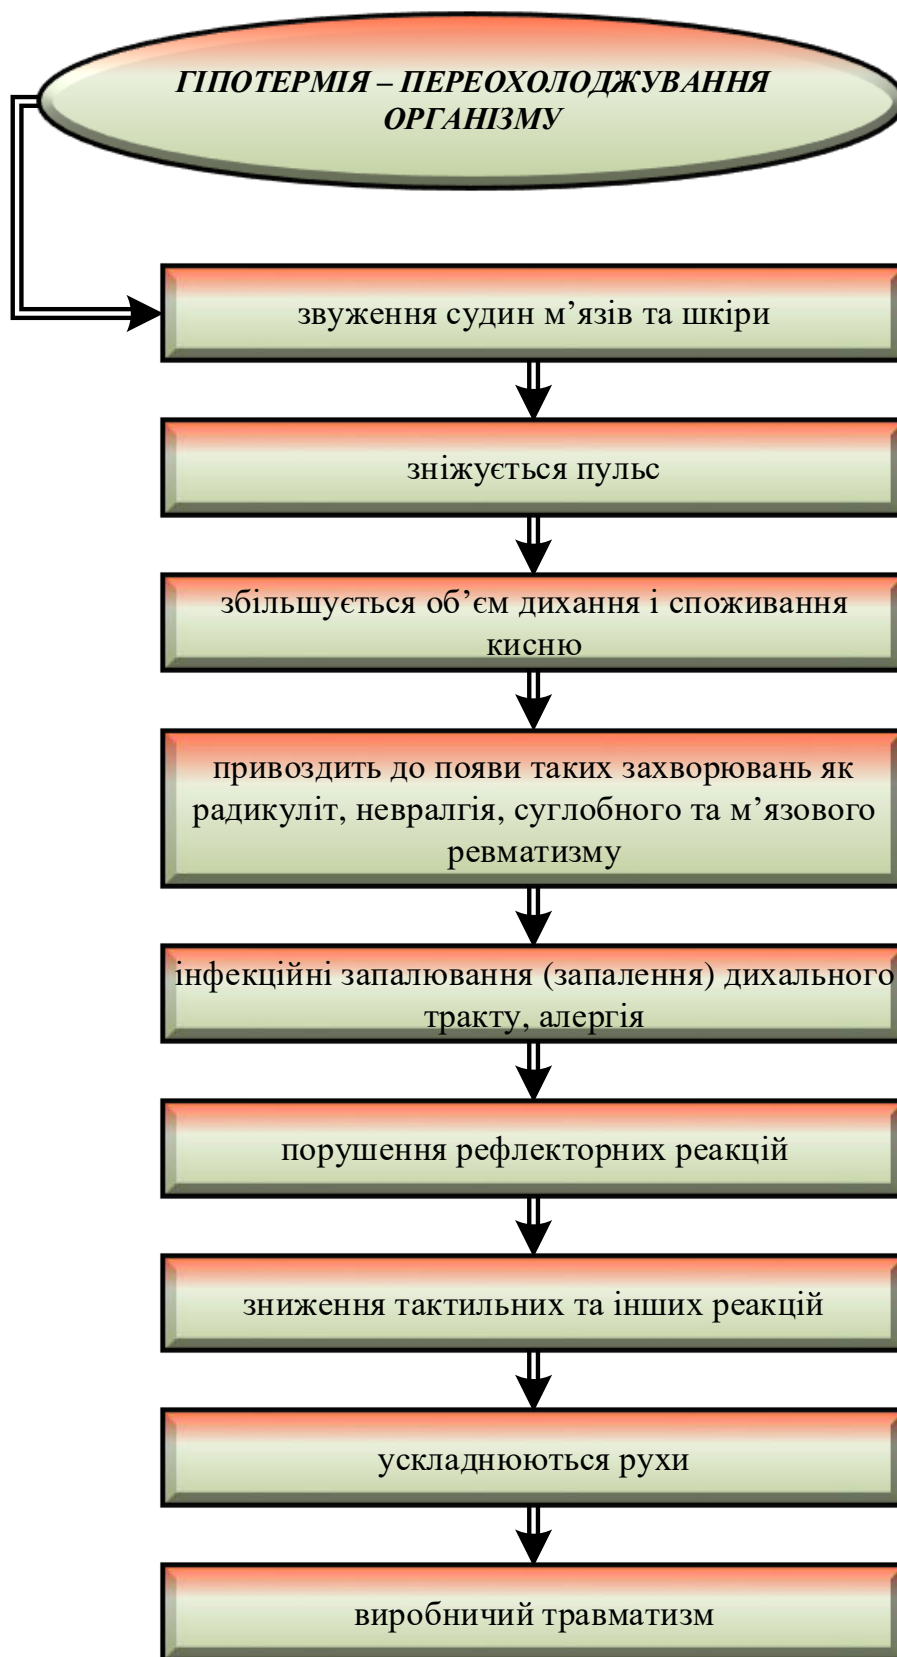 ГІПОТЕРМІЯ – ПЕРЕОХОЛОДЖУВАННЯ
ОРГАНІЗМУ
звуження судин м’язів та шкіри
зніжується пульс
збільшується об’єм дихання і споживання
кисню
привоздить до появи таких захворювань як
радикуліт, невралгія, суглобного та м’язового
ревматизму
інфекційні запалювання (запалення) дихального
тракту, алергія
порушення рефлекторних реакцій
зниження тактильних та інших реакцій
ускладнюються рухи
виробничий травматизм